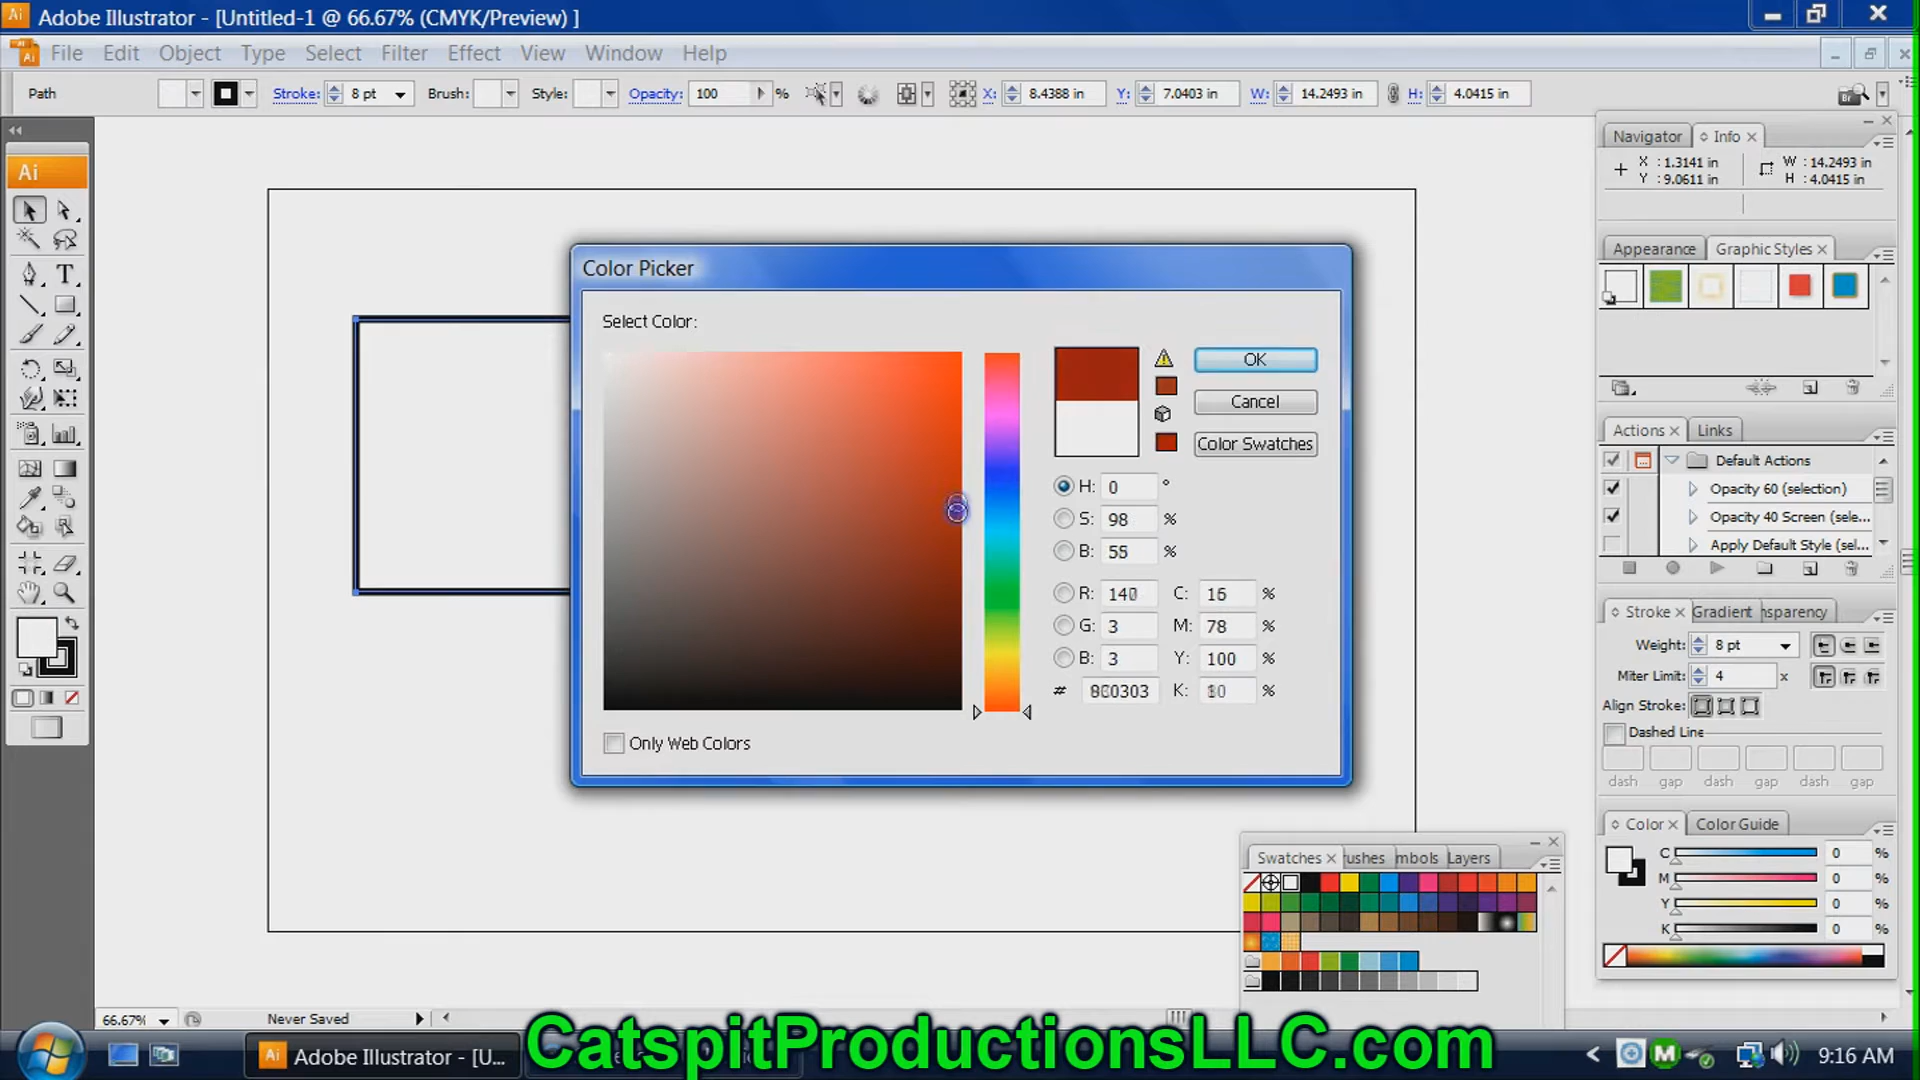 Adobe Illustrator - [Untitled-1 @ 66.67% (CMYK/Preview) ]
File Edit Object Type Select Filter Effect View Window Help
Path Stroke: 8 pt Brush: Style: Opacity: 100 % X: 8.4388 in Y: 7.0403 in W: 14.2493 in H: 4.0415 in
Navigator Info
X : 1.3141 in W : 14.2493 in
Y : 9.0611 in H : 4.0415 in
Ai
Appearance Graphic Styles
Color Picker
Select Color:
OK
Cancel
Color Swatches
H: 0 °
S: 98 %
B: 55 %
R: 140 C: 16 %
G: 3 M: 78 %
B: 3 Y: 100 %
# K: %
Only Web Colors
Actions Links
Default Actions
Opacity 60 (selection)
Opacity 40 Screen (sele...
Apply Default Style (sel...
Stroke Gradient nsparency
Weight: 8 pt
Miter Limit: 4 x
Align Stroke:
Dashed Line
dash gap dash gap dash gap
Color Color Guide
C 0 %
M 0 %
Y 0 %
K 0 %
Swatches rushes mbols Layers
66.67% Never Saved
Adobe Illustrator - [U...
CatspitProductionsLLC.com
9:16 AM